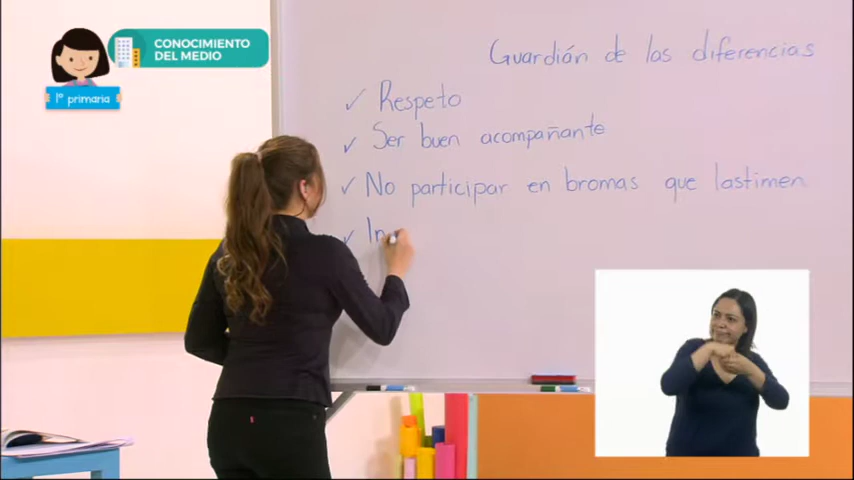 CONOCIMIENTO
DEL MEDIO
1º primaria
Guardián de las diferencias
✓ Respeto
✓ Ser buen acompañante
✓ No participar en bromas que lastimen
✓ In